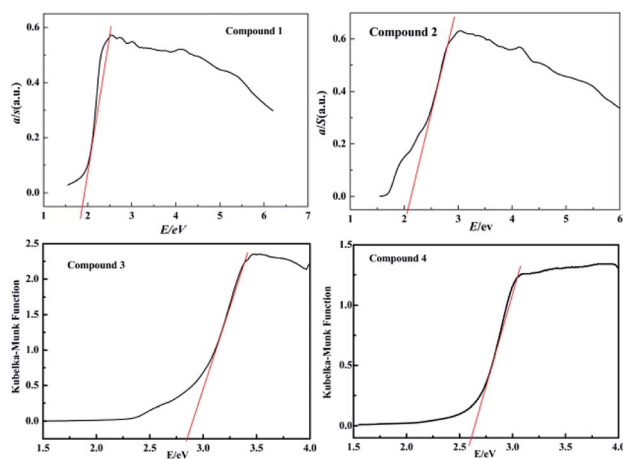 Compound 1
a/s(a.u.)
0.6
0.4
0.2
0.0
1 2 3 4 5 6 7
E/eV
Compound 2
a/S(a.u.)
0.6
0.4
0.2
0.0
1 2 3 4 5 6
E/ev
Compound 3
Kubelka-Munk Function
2.5
2.0
1.5
1.0
0.5
0.0
1.5 2.0 2.5 3.0 3.5 4.0
E/eV
Compound 4
Kubelka-Munk Function
1.5
1.0
0.5
0.0
1.5 2.0 2.5 3.0 3.5 4.0
E/eV